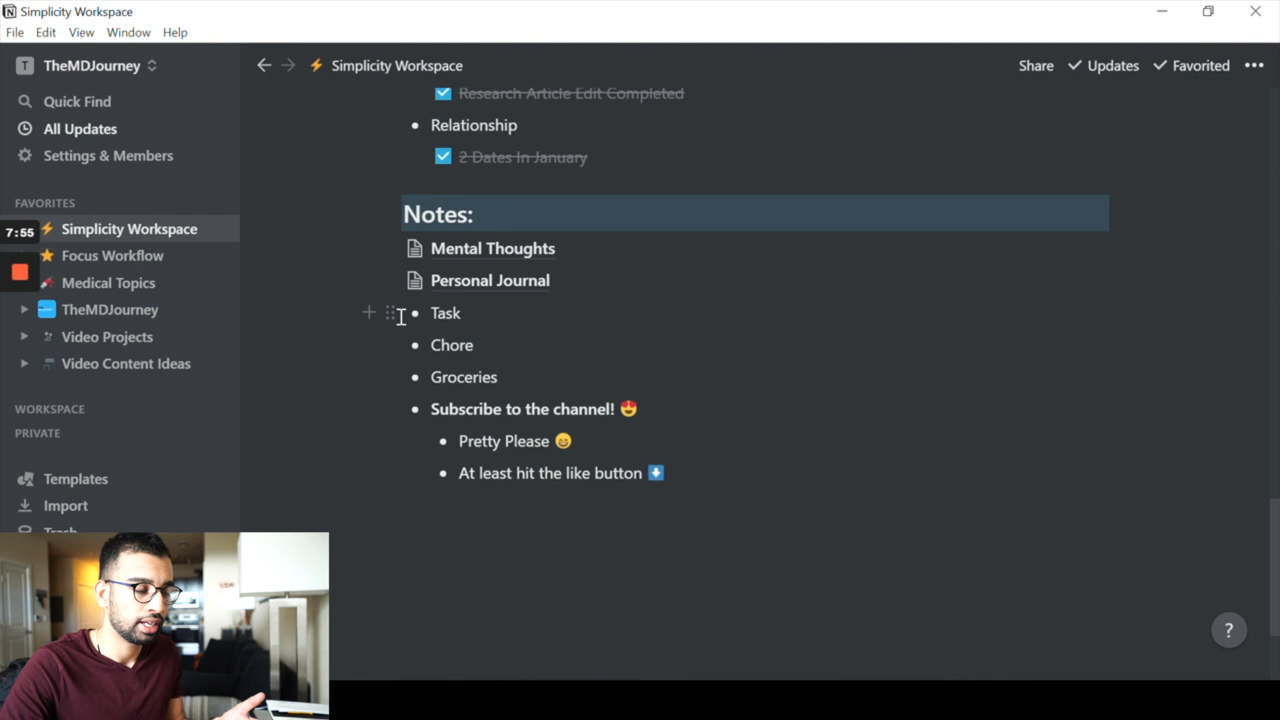 Simplicity Workspace
File Edit View Window Help
T TheMDJourney
Simplicity Workspace
Share Updates Favorited
Quick Find
All Updates
Settings & Members
FAVORITES
7:55
Simplicity Workspace
Focus Workflow
Medical Topics
TheMDJourney
Video Projects
Video Content Ideas
WORKSPACE
PRIVATE
Templates
Import
Trash
Research Article Edit Completed
Relationship
2 Dates In January
Notes:
Mental Thoughts
Personal Journal
Task
Chore
Groceries
Subscribe to the channel! 😍
Pretty Please 😄
At least hit the like button ⬇️
?